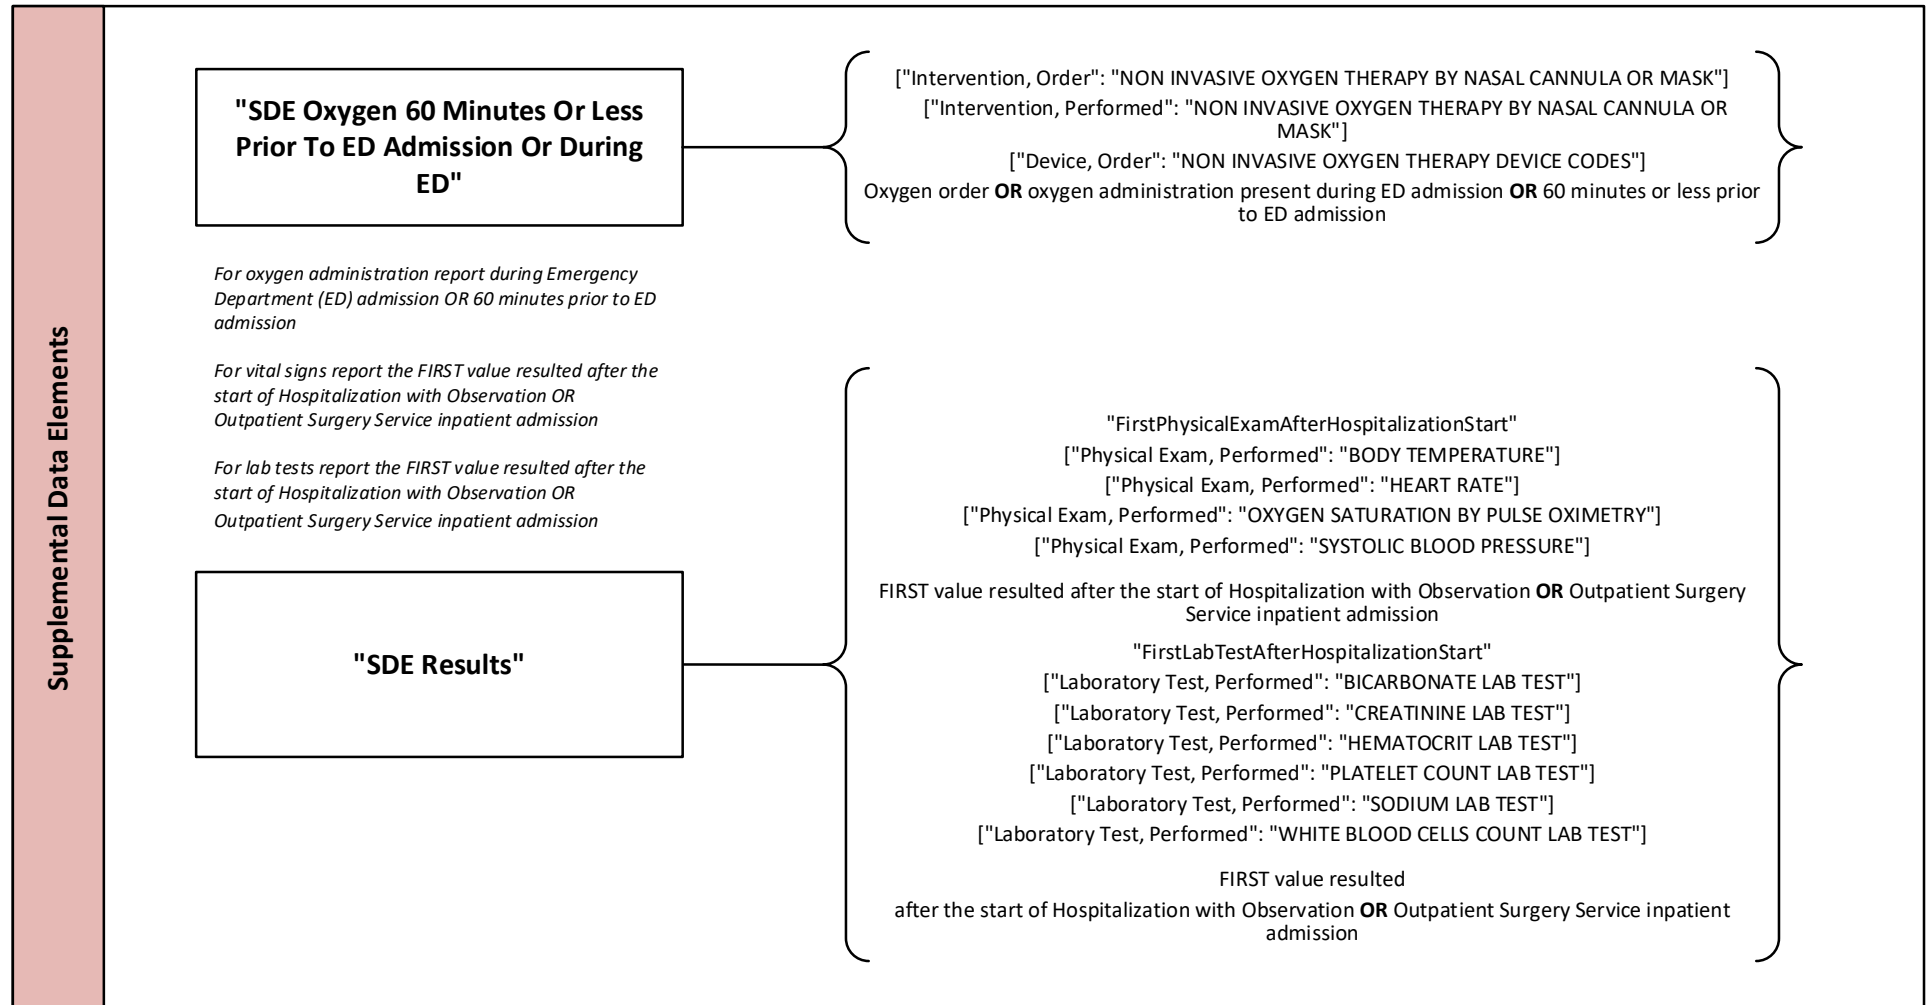 Supplemental Data Elements
"SDE Oxygen 60 Minutes Or Less
Prior To ED Admission Or During
ED"
["Intervention, Order": "NON INVASIVE OXYGEN THERAPY BY NASAL CANNULA OR MASK"]
["Intervention, Performed": "NON INVASIVE OXYGEN THERAPY BY NASAL CANNULA OR
MASK"]
["Device, Order": "NON INVASIVE OXYGEN THERAPY DEVICE CODES"]
Oxygen order OR oxygen administration present during ED admission OR 60 minutes or less prior
to ED admission
For oxygen administration report during Emergency
Department (ED) admission OR 60 minutes prior to ED
admission
For vital signs report the FIRST value resulted after the
start of Hospitalization with Observation OR
Outpatient Surgery Service inpatient admission
For lab tests report the FIRST value resulted after the
start of Hospitalization with Observation OR
Outpatient Surgery Service inpatient admission
"SDE Results"
"FirstPhysicalExamAfterHospitalizationStart"
["Physical Exam, Performed": "BODY TEMPERATURE"]
["Physical Exam, Performed": "HEART RATE"]
["Physical Exam, Performed": "OXYGEN SATURATION BY PULSE OXIMETRY"]
["Physical Exam, Performed": "SYSTOLIC BLOOD PRESSURE"]
FIRST value resulted after the start of Hospitalization with Observation OR Outpatient Surgery
Service inpatient admission
"FirstLabTestAfterHospitalizationStart"
["Laboratory Test, Performed": "BICARBONATE LAB TEST"]
["Laboratory Test, Performed": "CREATININE LAB TEST"]
["Laboratory Test, Performed": "HEMATOCRIT LAB TEST"]
["Laboratory Test, Performed": "PLATELET COUNT LAB TEST"]
["Laboratory Test, Performed": "SODIUM LAB TEST"]
["Laboratory Test, Performed": "WHITE BLOOD CELLS COUNT LAB TEST"]
FIRST value resulted
after the start of Hospitalization with Observation OR Outpatient Surgery Service inpatient
admission